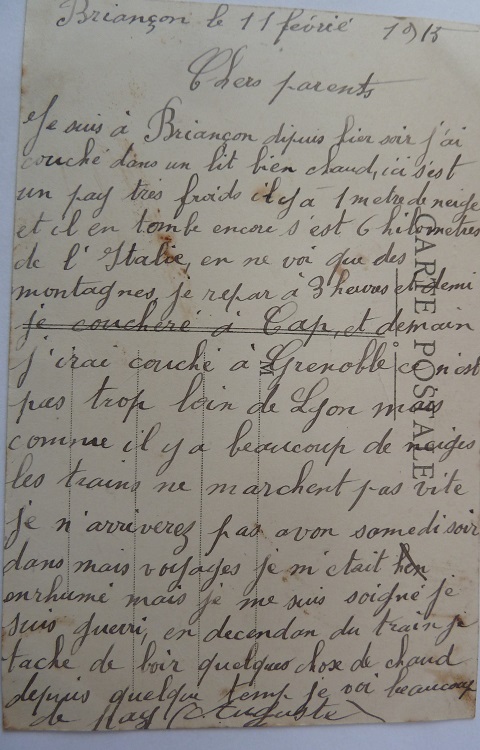 Briançon le 11 févrié 1915
Chers parents
Je suis à Briançon dipuis hier soir j'ai
couché dans un lit bien chaud, ici s'est
un pay très froids il y a 1 metre de neige
et il en tombe encore s'est 6 kilometres
de l'Italie, en ne voi que des
montagnes, je repar à 3 heures et demi
je coucheré à Gap, et demain
j'irai couché à Grenoble ce n'est
pas trop loin de Lyon mais
comme il y a beaucoup de neiges
les trains ne marchent pas vite
je n'arriverez pas avon samedi soir
dans mais voyages je m'etait bien
enrhumé mais je me suis soigné je
suis guerri, en decendan du train je
tache de boir quelques chose de chaud
depuis quelque temp je voi beaucoup
de pays Auguste
CARTE POSTALE
M